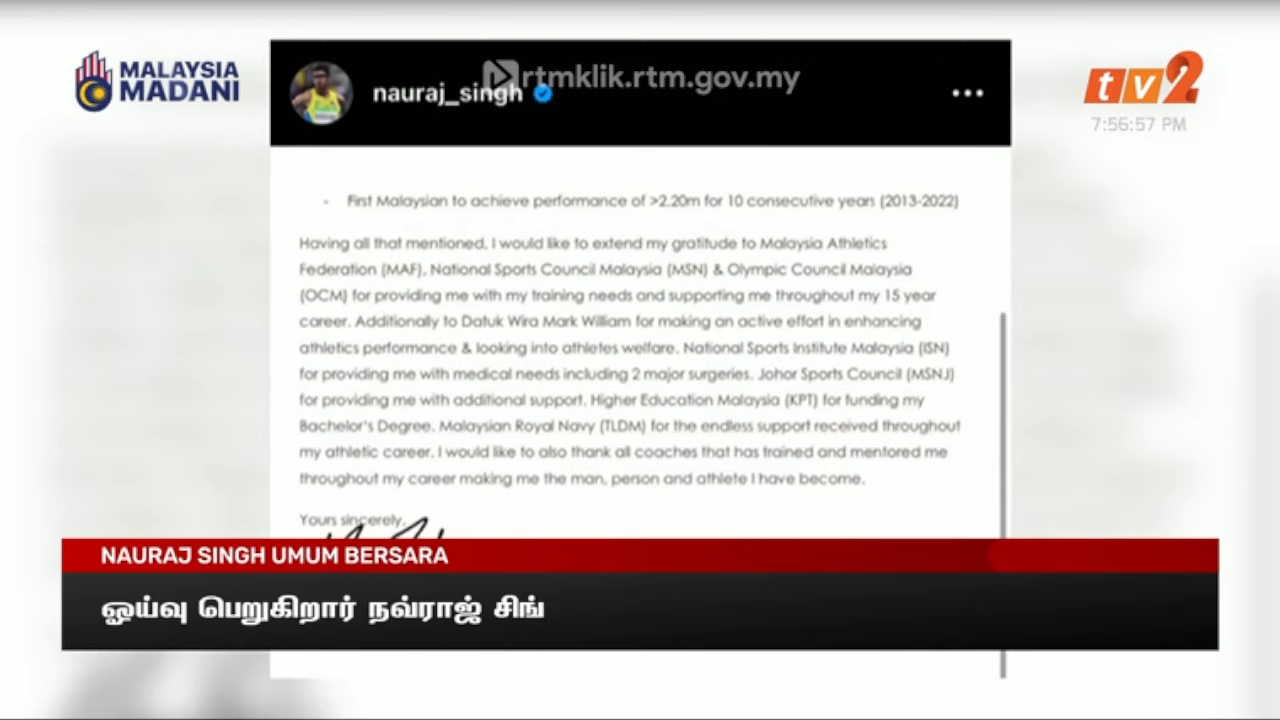 MALAYSIA
MADANI
rtmklik.rtm.gov.my
nauraj_singh
tv2
7:56:57 PM
- First Malaysian to achieve performance of >2.20m for 10 consecutive years (2013-2022)
Having all that mentioned, I would like to extend my gratitude to Malaysia Athletics
Federation (MAF), National Sports Council Malaysia (MSN) & Olympic Council Malaysia
(OCM) for providing me with my training needs and supporting me throughout my 15 year
career. Additionally to Datuk Wira Mark William for making an active effort in enhancing
athletics performance & looking into athletes welfare. National Sports Institute Malaysia (ISN)
for providing me with medical needs including 2 major surgeries. Johor Sports Council (MSNJ)
for providing me with additional support. Higher Education Malaysia (KPT) for funding my
Bachelor's Degree. Malaysian Royal Navy (TLDM) for the endless support received throughout
my athletic career. I would like to also thank all coaches that has trained and mentored me
throughout my career making me the man, person and athlete I have become.
Yours sincerely,
NAURAJ SINGH UMUM BERSARA
ஓய்வு பெறுகிறார் நவ்ராஜ் சிங்